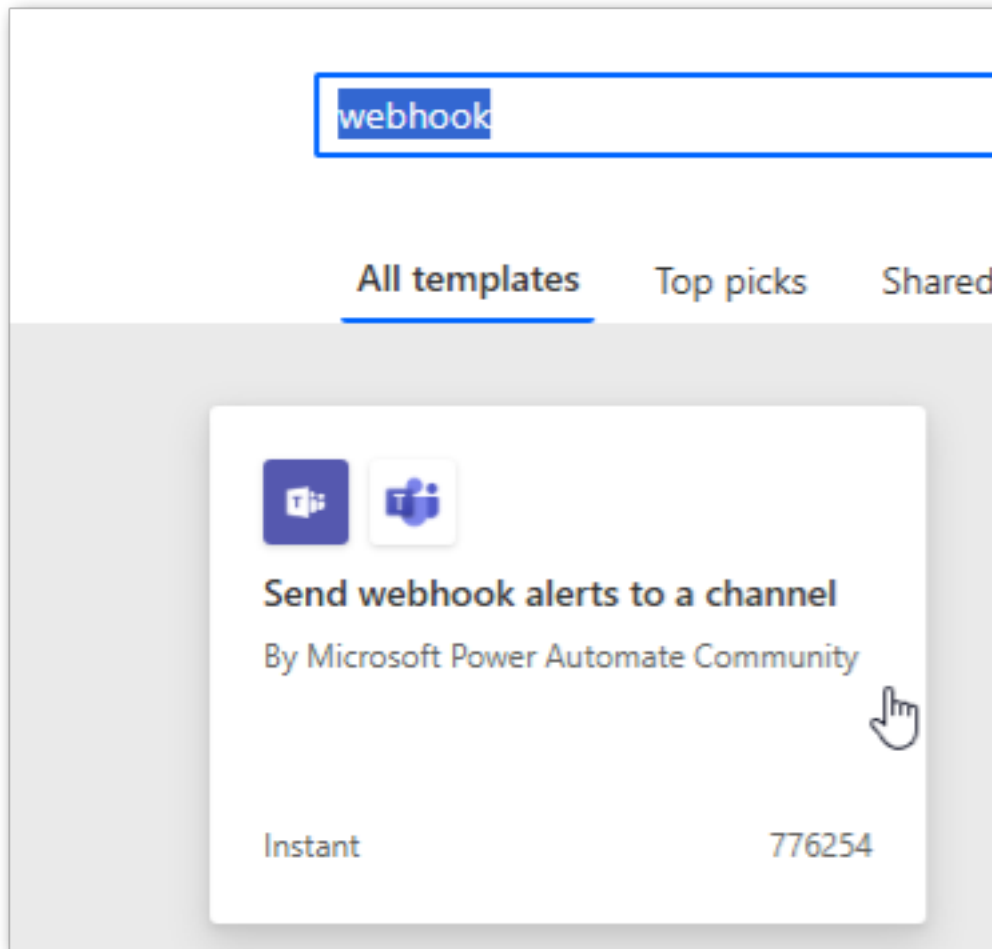 webhook
All templates Top picks Shared
T T
Send webhook alerts to a channel
By Microsoft Power Automate Community
Instant 776254